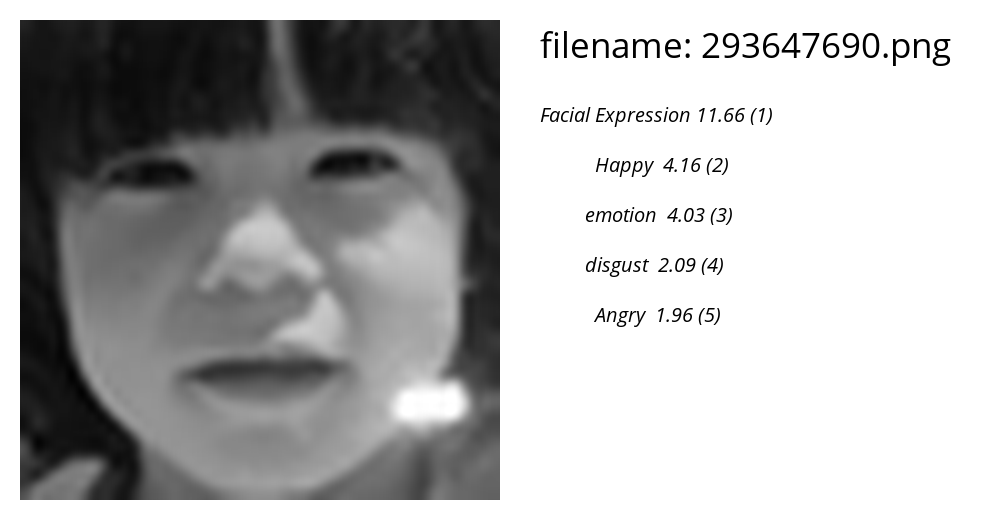 filename: 293647690.png
Facial Expression 11.66 (1)
Happy 4.16 (2)
emotion 4.03 (3)
disgust 2.09 (4)
Angry 1.96 (5)